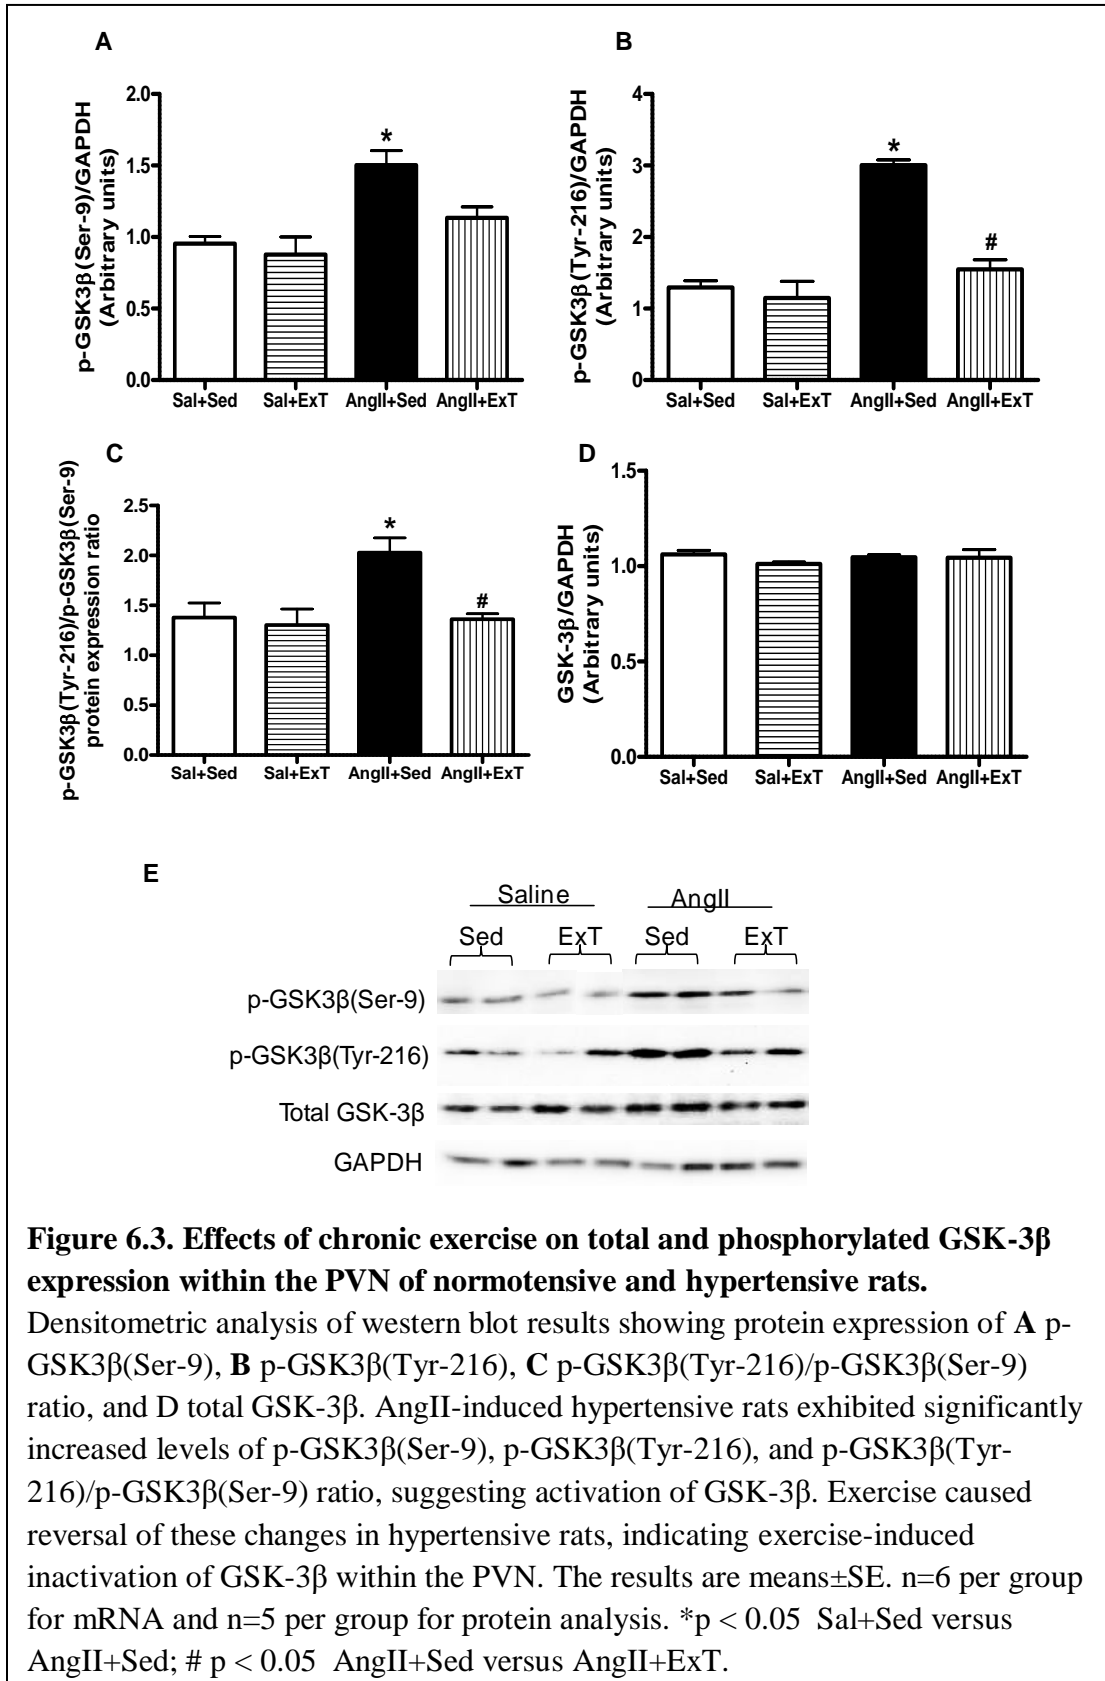 A
p-GSK3β(Ser-9)/GAPDH
(Arbitrary units)
2.0
1.5
1.0
0.5
0.0
*
Sal+Sed Sal+ExT AngII+Sed AngII+ExT
B
p-GSK3β(Tyr-216)/GAPDH
(Arbitrary units)
4
3
2
1
0
*
#
Sal+Sed Sal+ExT AngII+Sed AngII+ExT
C
p-GSK3β(Tyr-216)/p-GSK3β(Ser-9)
protein expression ratio
2.5
2.0
1.5
1.0
0.5
0.0
*
#
Sal+Sed Sal+ExT AngII+Sed AngII+ExT
D
GSK-3β/GAPDH
(Arbitrary units)
1.5
1.0
0.5
0.0
Sal+Sed Sal+ExT AngII+Sed AngII+ExT
E
Saline AngII
Sed ExT Sed ExT
p-GSK3β(Ser-9)
p-GSK3β(Tyr-216)
Total GSK-3β
GAPDH
Figure 6.3. Effects of chronic exercise on total and phosphorylated GSK-3β
expression within the PVN of normotensive and hypertensive rats.
Densitometric analysis of western blot results showing protein expression of A p-
GSK3β(Ser-9), B p-GSK3β(Tyr-216), C p-GSK3β(Tyr-216)/p-GSK3β(Ser-9)
ratio, and D total GSK-3β. AngII-induced hypertensive rats exhibited significantly
increased levels of p-GSK3β(Ser-9), p-GSK3β(Tyr-216), and p-GSK3β(Tyr-
216)/p-GSK3β(Ser-9) ratio, suggesting activation of GSK-3β. Exercise caused
reversal of these changes in hypertensive rats, indicating exercise-induced
inactivation of GSK-3β within the PVN. The results are means±SE. n=6 per group
for mRNA and n=5 per group for protein analysis. *p < 0.05 Sal+Sed versus
AngII+Sed; # p < 0.05 AngII+Sed versus AngII+ExT.